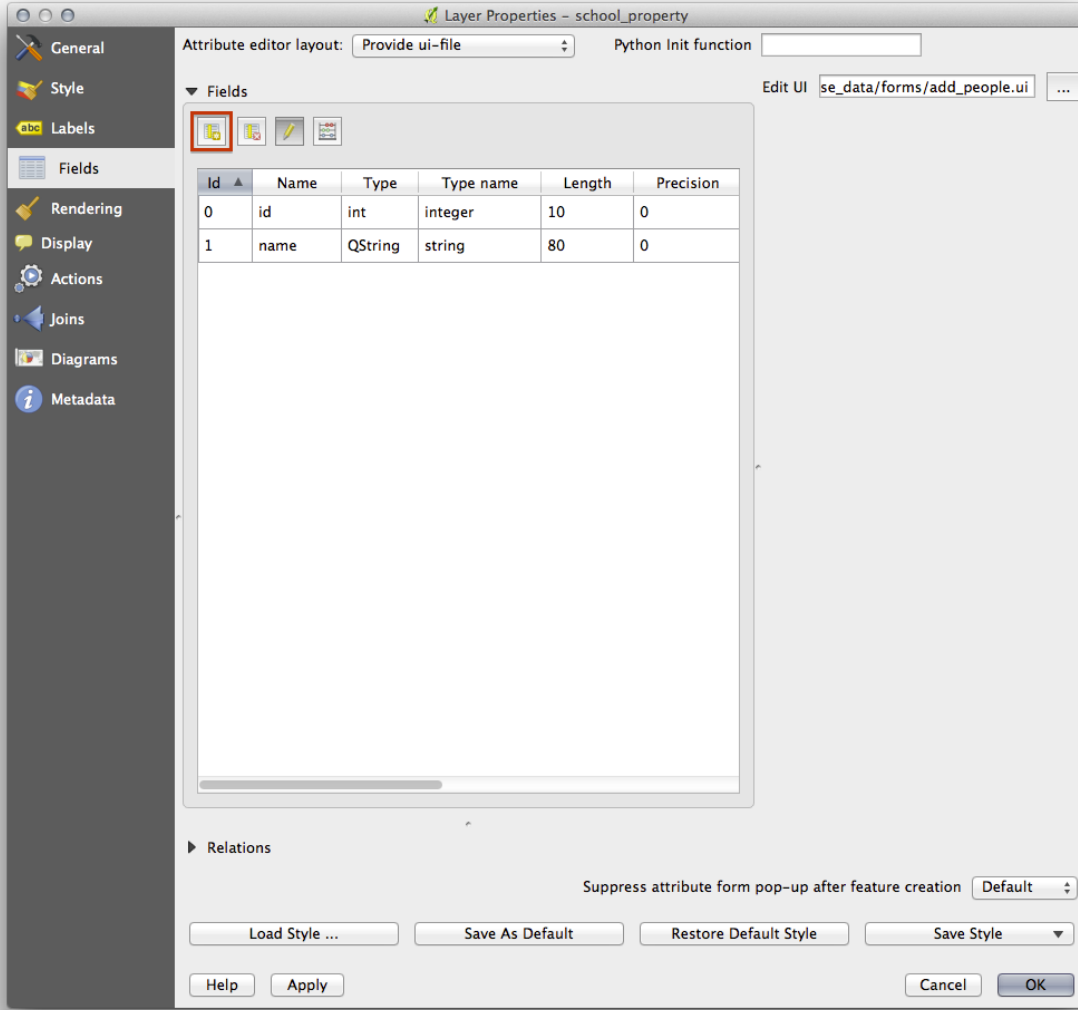 Layer Properties – school_property
General
Style
abc Labels
Fields
Rendering
Display
Actions
Joins
Diagrams
Metadata
Attribute editor layout: Provide ui-file Python Init function
Fields
Edit UI se_data/forms/add_people.ui ...
Id Name Type Type name Length Precision
0 id int integer 10 0
1 name QString string 80 0
Relations
Suppress attribute form pop-up after feature creation Default
Load Style ... Save As Default Restore Default Style Save Style
Help Apply Cancel OK